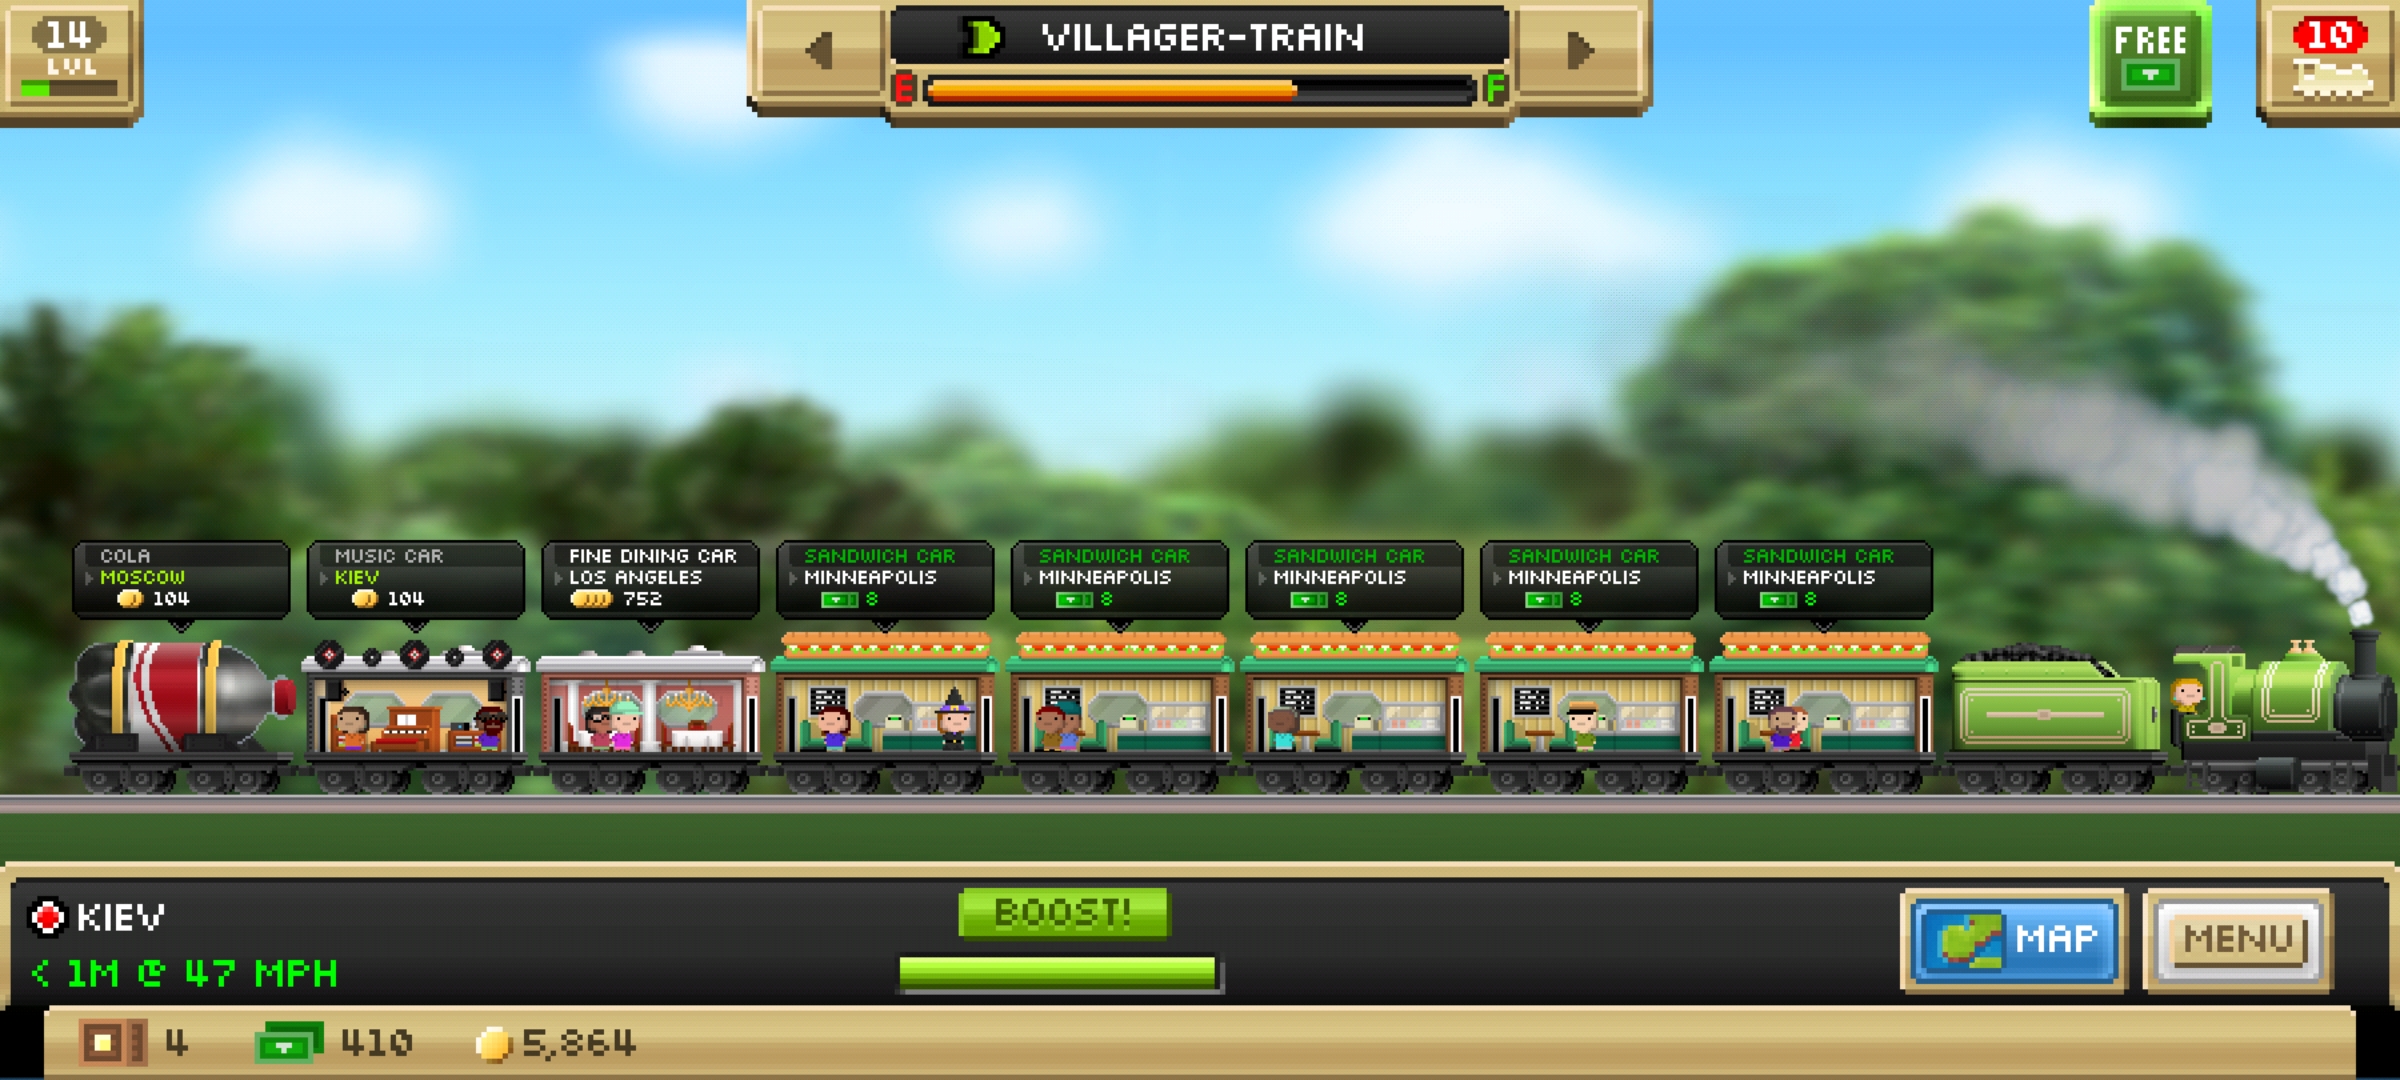 14
LVL
VILLAGER-TRAIN
E
F
FREE
10
COLA
MOSCOW
104
MUSIC CAR
KIEV
104
FINE DINING CAR
LOS ANGELES
752
SANDWICH CAR
MINNEAPOLIS
8
SANDWICH CAR
MINNEAPOLIS
8
SANDWICH CAR
MINNEAPOLIS
8
SANDWICH CAR
MINNEAPOLIS
8
SANDWICH CAR
MINNEAPOLIS
8
KIEV
< 1M @ 47 MPH
BOOST!
MAP
MENU
4
410
5,864